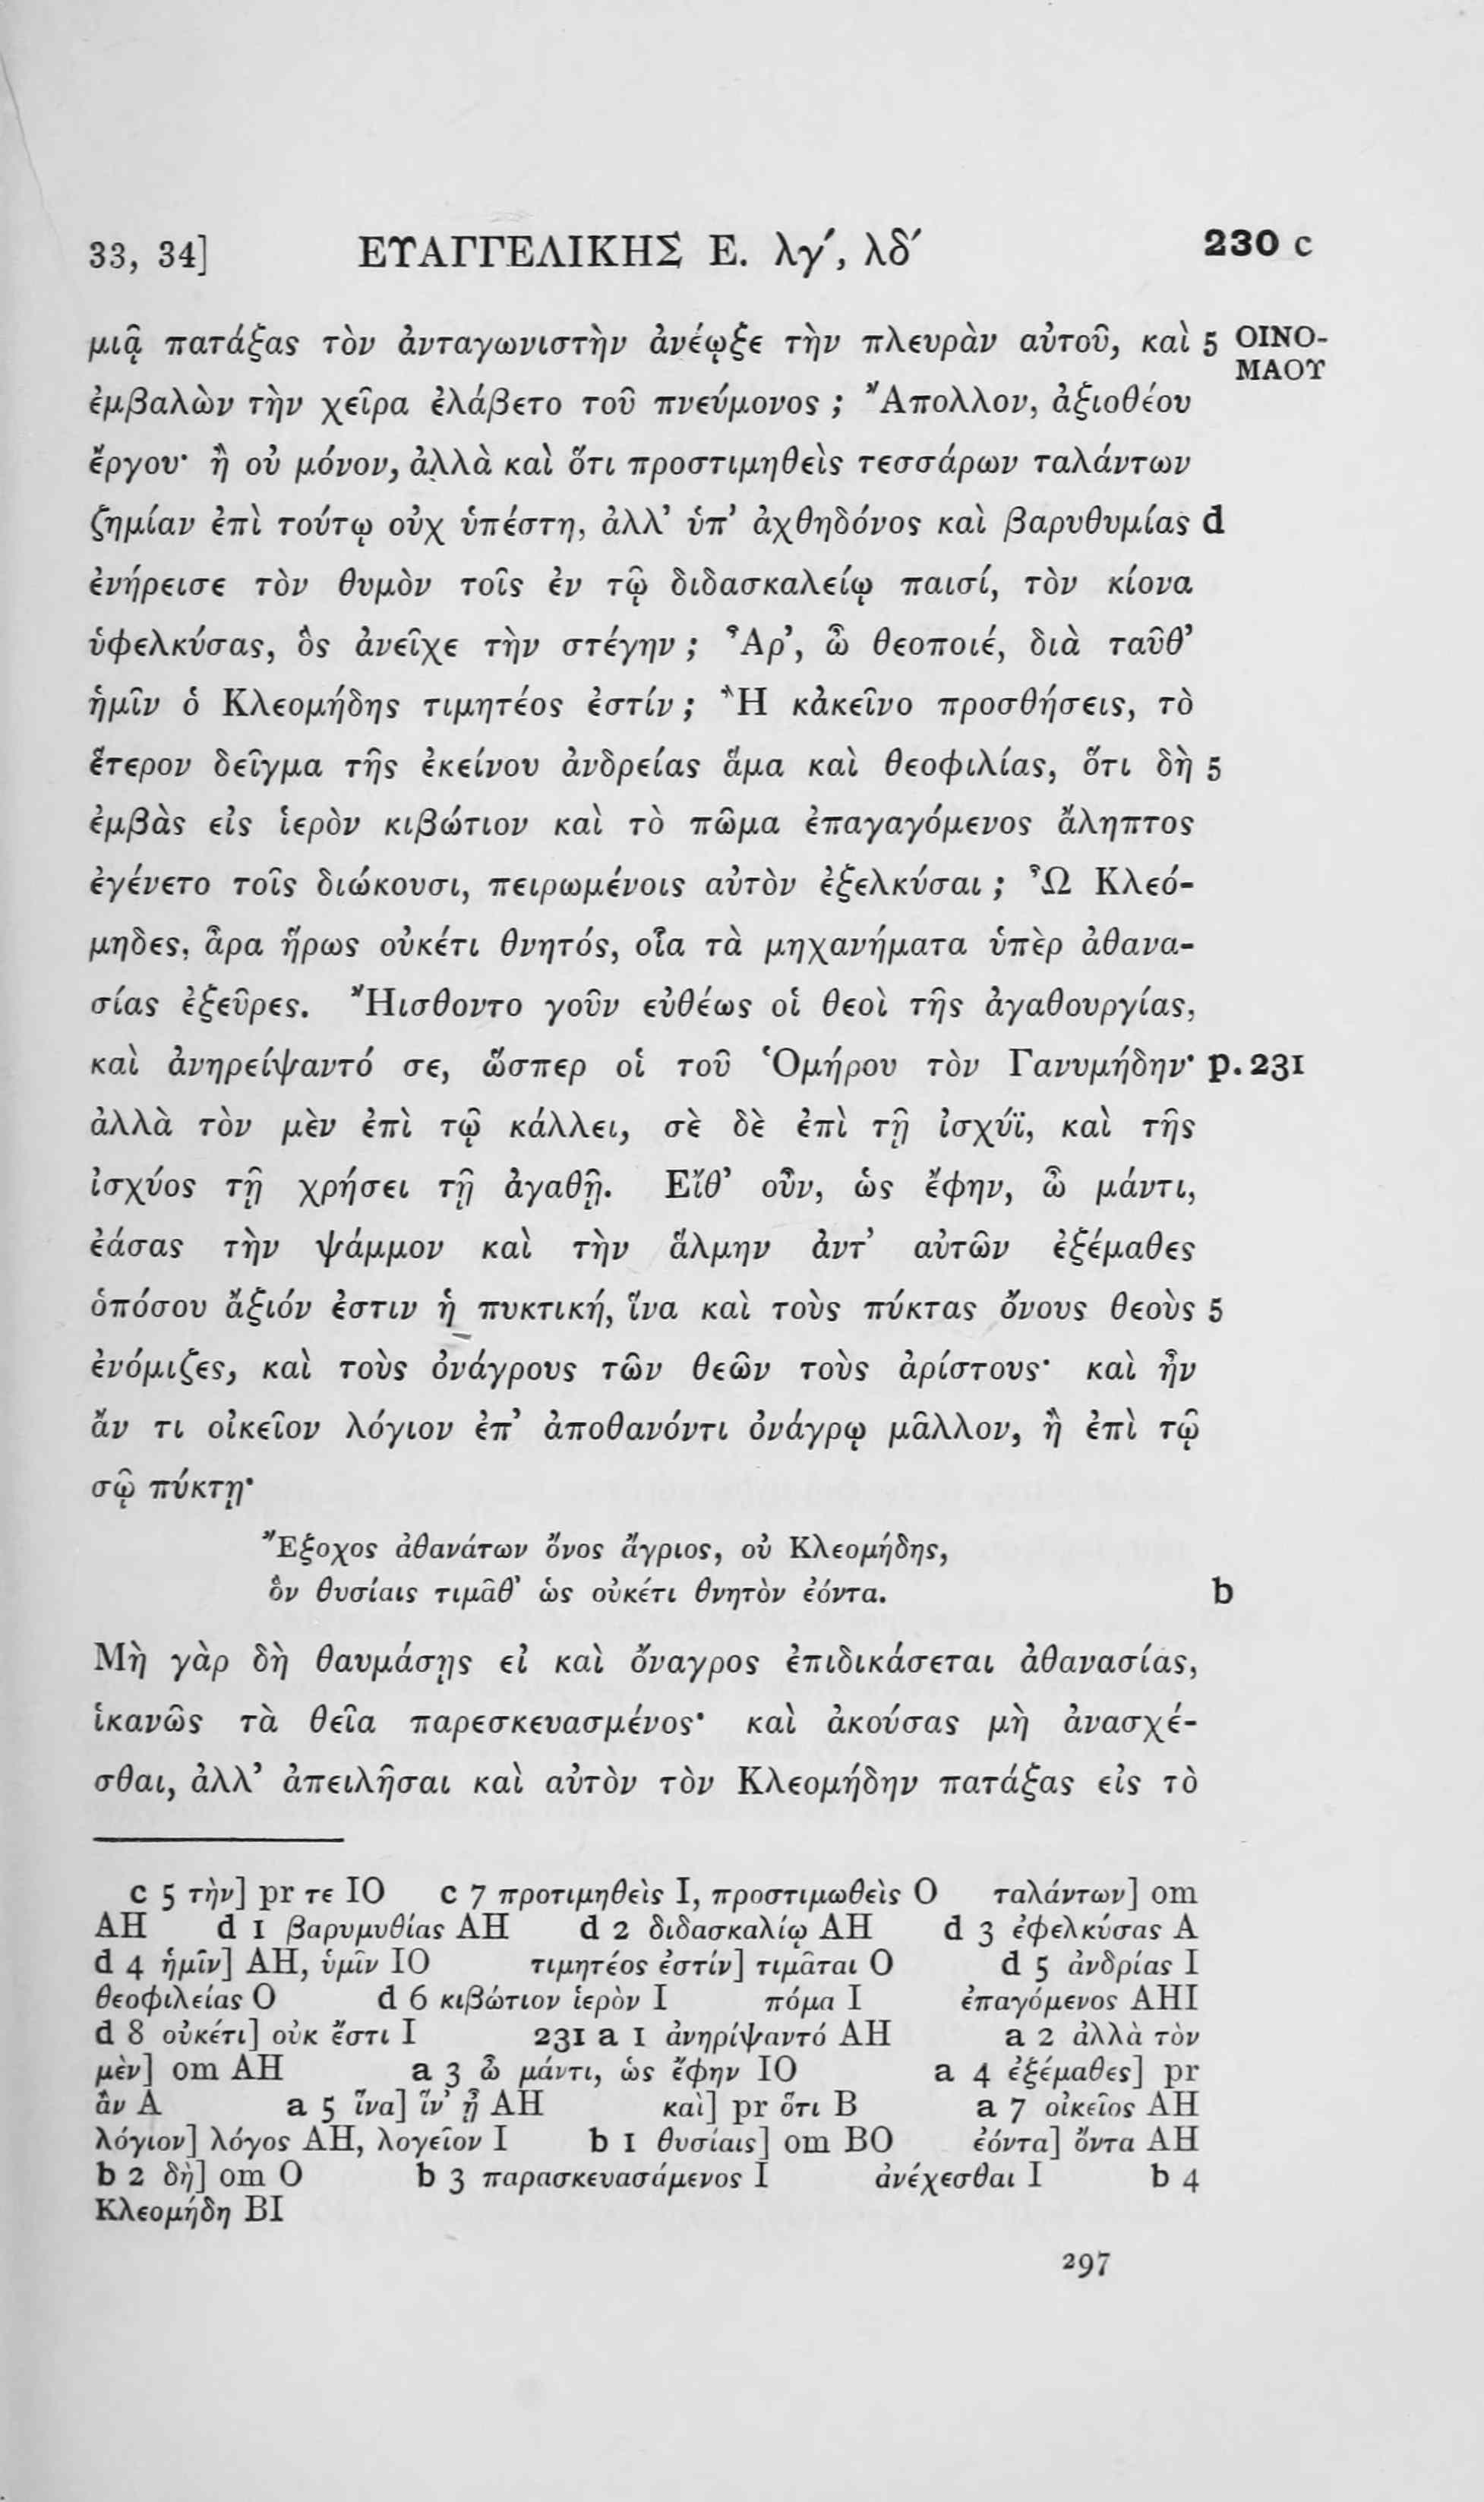 33, 34] ΕΥΑΓΓΕΛΙΚΗΣ Ε. λγ′, λδ′ 230 c
μιᾷ πατάξας τὸν ἀνταγωνιστὴν ἀνέῳξε τὴν πλευρὰν αὐτοῦ, καὶ 5 ΟΙΝΟ-
ΜΑΟΥ
ἐμβαλὼν τὴν χεῖρα ἐλάβετο τοῦ πνεύμονος ; Ἄπολλον, ἀξιοθέου
ἔργου· ἢ οὐ μόνον, ἀλλὰ καὶ ὅτι προστιμηθεὶς τεσσάρων ταλάντων
ζημίαν ἐπὶ τούτῳ οὐχ ὑπέστη, ἀλλ’ ὑπ’ ἀχθηδόνος καὶ βαρυθυμίας d
ἐνήρεισε τὸν θυμὸν τοῖς ἐν τῷ διδασκαλείῳ παισί, τὸν κίονα
ὑφελκύσας, ὃς ἀνεῖχε τὴν στέγην ; Ἆρ’, ὦ θεοποιέ, διὰ ταῦθ’
ἡμῖν ὁ Κλεομήδης τιμητέος ἐστίν ; Ἢ κἀκεῖνο προσθήσεις, τὸ
ἕτερον δεῖγμα τῆς ἐκείνου ἀνδρείας ἅμα καὶ θεοφιλίας, ὅτι δὴ 5
ἐμβὰς εἰς ἱερὸν κιβώτιον καὶ τὸ πῶμα ἐπαγαγόμενος ἄληπτος
ἐγένετο τοῖς διώκουσι, πειρωμένοις αὐτὸν ἐξελκύσαι ; Ὦ Κλεό-
μηδες, ἆρα ἥρως οὐκέτι θνητός, οἷα τὰ μηχανήματα ὑπὲρ ἀθανα-
σίας ἐξεῦρες. Ἤισθοντο γοῦν εὐθέως οἱ θεοὶ τῆς ἀγαθουργίας,
καὶ ἀνηρείψαντό σε, ὥσπερ οἱ τοῦ Ὁμήρου τὸν Γανυμήδην· p. 231
ἀλλὰ τὸν μὲν ἐπὶ τῷ κάλλει, σὲ δὲ ἐπὶ τῇ ἰσχύϊ, καὶ τῆς
ἰσχύος τῇ χρήσει τῇ ἀγαθῇ. Εἴθ’ οὖν, ὡς ἔφην, ὦ μάντι,
ἐάσας τὴν ψάμμον καὶ τὴν ἅλμην ἀντ’ αὐτῶν ἐξέμαθες
ὁπόσου ἄξιόν ἐστιν ἡ πυκτική, ἵνα καὶ τοὺς πύκτας ὄνους θεοὺς 5
ἐνόμιζες, καὶ τοὺς ὀνάγρους τῶν θεῶν τοὺς ἀρίστους· καὶ ἦν
ἄν τι οἰκεῖον λόγιον ἐπ’ ἀποθανόντι ὀνάγρῳ μᾶλλον, ἢ ἐπὶ τῷ
σῷ πύκτῃ·
Ἔξοχος ἀθανάτων ὄνος ἄγριος, οὐ Κλεομήδης,
ὃν θυσίαις τιμᾶθ’ ὡς οὐκέτι θνητὸν ἐόντα. b
Μὴ γὰρ δὴ θαυμάσῃς εἰ καὶ ὄναγρος ἐπιδικάσεται ἀθανασίας,
ἱκανῶς τὰ θεῖα παρεσκευασμένος· καὶ ἀκούσας μὴ ἀνασχέ-
σθαι, ἀλλ’ ἀπειλῆσαι καὶ αὐτὸν τὸν Κλεομήδην πατάξας εἰς τὸ
c 5 τὴν] pr τε IO c 7 προτιμηθεὶς I, προστιμωθεὶς O ταλάντων] om
AH d 1 βαρυμυθίας AH d 2 διδασκαλίῳ AH d 3 ἐφελκύσας A
d 4 ἡμῖν] AH, ὑμῖν IO τιμητέος ἐστίν] τιμᾶται O d 5 ἀνδρίας I
θεοφιλείας O d 6 κιβώτιον ἱερὸν I πόμα I ἐπαγόμενος AHI
d 8 οὐκέτι] οὐκ ἔστι I 231 a 1 ἀνηρίψαντό AH a 2 ἀλλὰ τὸν
μὲν] om AH a 3 ὦ μάντι, ὡς ἔφην IO a 4 ἐξέμαθες] pr
ἂν A a 5 ἵνα] ἵν’ ᾖ AH καὶ] pr ὅτι B a 7 οἰκεῖος AH
λόγιον] λόγος AH, λογεῖον I b 1 θυσίαις] om BO ἐόντα] ὄντα AH
b 2 δὴ] om O b 3 παρασκευασάμενος I ἀνέχεσθαι I b 4
Κλεομήδη BI
297